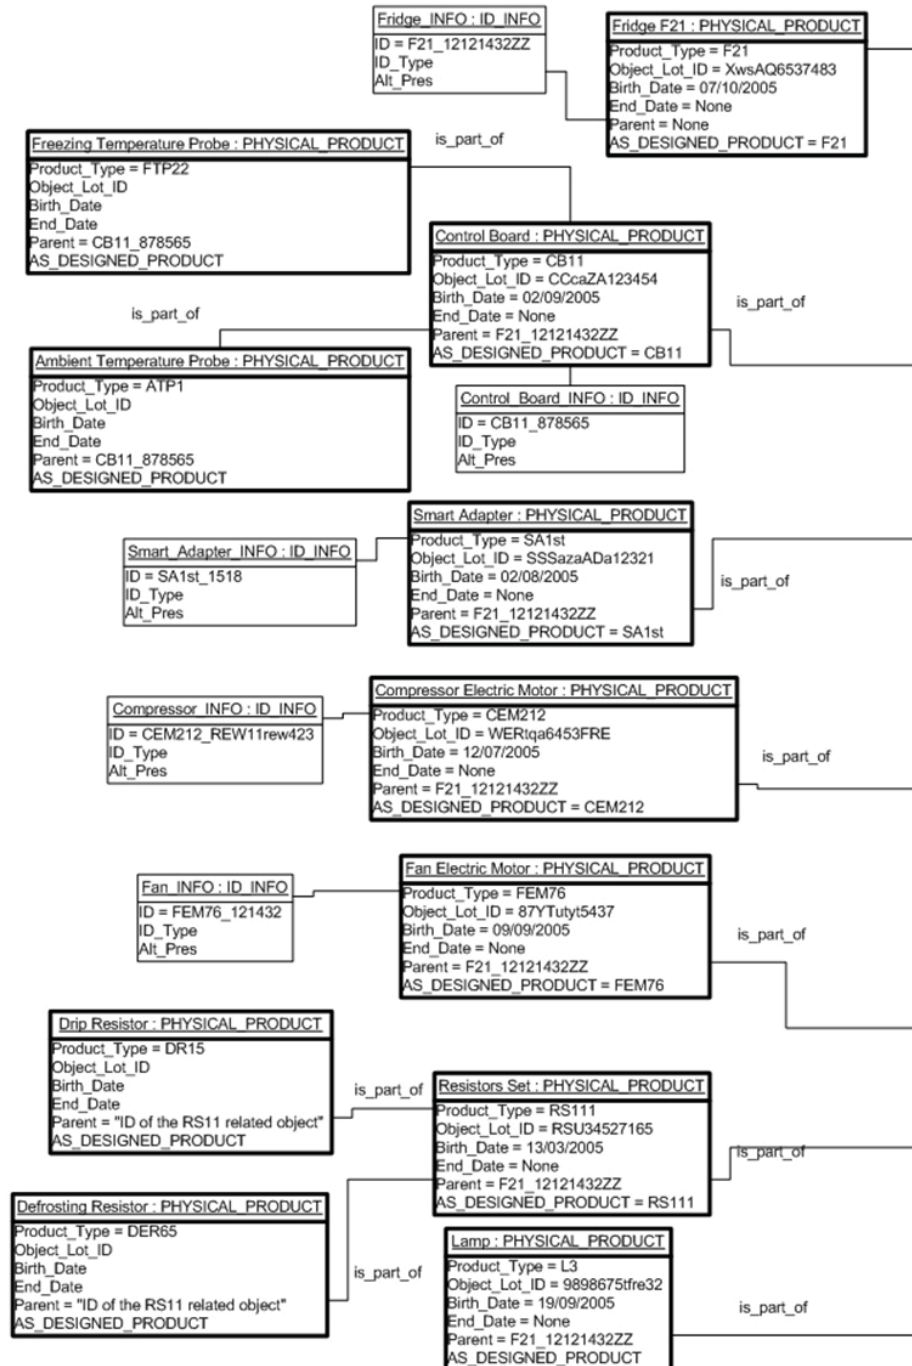 Fridge_INFO : ID_INFO
ID = F21_12121432ZZ
ID_Type
Alt_Pres
Fridge F21 : PHYSICAL_PRODUCT
Product_Type = F21
Object_Lot_ID = XwsAQ6537483
Birth_Date = 07/10/2005
End_Date = None
Parent = None
AS_DESIGNED_PRODUCT = F21
is_part_of
Freezing Temperature Probe : PHYSICAL_PRODUCT
Product_Type = FTP22
Object_Lot_ID
Birth_Date
End_Date
Parent = CB11_878565
AS_DESIGNED_PRODUCT
Control Board : PHYSICAL_PRODUCT
Product_Type = CB11
Object_Lot_ID = CCcaZA123454
Birth_Date = 02/09/2005
End_Date = None
Parent = F21_12121432ZZ
AS_DESIGNED_PRODUCT = CB11
is_part_of
is_part_of
Ambient Temperature Probe : PHYSICAL_PRODUCT
Product_Type = ATP1
Object_Lot_ID
Birth_Date
End_Date
Parent = CB11_878565
AS_DESIGNED_PRODUCT
Control_Board_INFO : ID_INFO
ID = CB11_878565
ID_Type
Alt_Pres
Smart Adapter : PHYSICAL_PRODUCT
Product_Type = SA1st
Object_Lot_ID = SSSazaADa12321
Birth_Date = 02/08/2005
End_Date = None
Parent = F21_12121432ZZ
AS_DESIGNED_PRODUCT = SA1st
Smart_Adapter_INFO : ID_INFO
ID = SA1st_1518
ID_Type
Alt_Pres
is_part_of
Compressor Electric Motor : PHYSICAL_PRODUCT
Product_Type = CEM212
Object_Lot_ID = WERtqa6453FRE
Birth_Date = 12/07/2005
End_Date = None
Parent = F21_12121432ZZ
AS_DESIGNED_PRODUCT = CEM212
Compressor_INFO : ID_INFO
ID = CEM212_REW11rew423
ID_Type
Alt_Pres
is_part_of
Fan Electric Motor : PHYSICAL_PRODUCT
Product_Type = FEM76
Object_Lot_ID = 87YTutyt5437
Birth_Date = 09/09/2005
End_Date = None
Parent = F21_12121432ZZ
AS_DESIGNED_PRODUCT = FEM76
Fan_INFO : ID_INFO
ID = FEM76_121432
ID_Type
Alt_Pres
is_part_of
Drip Resistor : PHYSICAL_PRODUCT
Product_Type = DR15
Object_Lot_ID
Birth_Date
End_Date
Parent = "ID of the RS11 related object"
AS_DESIGNED_PRODUCT
is_part_of
Resistors Set : PHYSICAL_PRODUCT
Product_Type = RS111
Object_Lot_ID = RSU34527165
Birth_Date = 13/03/2005
End_Date = None
Parent = F21_12121432ZZ
AS_DESIGNED_PRODUCT = RS111
is_part_of
Defrosting Resistor : PHYSICAL_PRODUCT
Product_Type = DER65
Object_Lot_ID
Birth_Date
End_Date
Parent = "ID of the RS11 related object"
AS_DESIGNED_PRODUCT
is_part_of
Lamp : PHYSICAL_PRODUCT
Product_Type = L3
Object_Lot_ID = 9898675tfre32
Birth_Date = 19/09/2005
End_Date = None
Parent = F21_12121432ZZ
AS_DESIGNED_PRODUCT
is_part_of